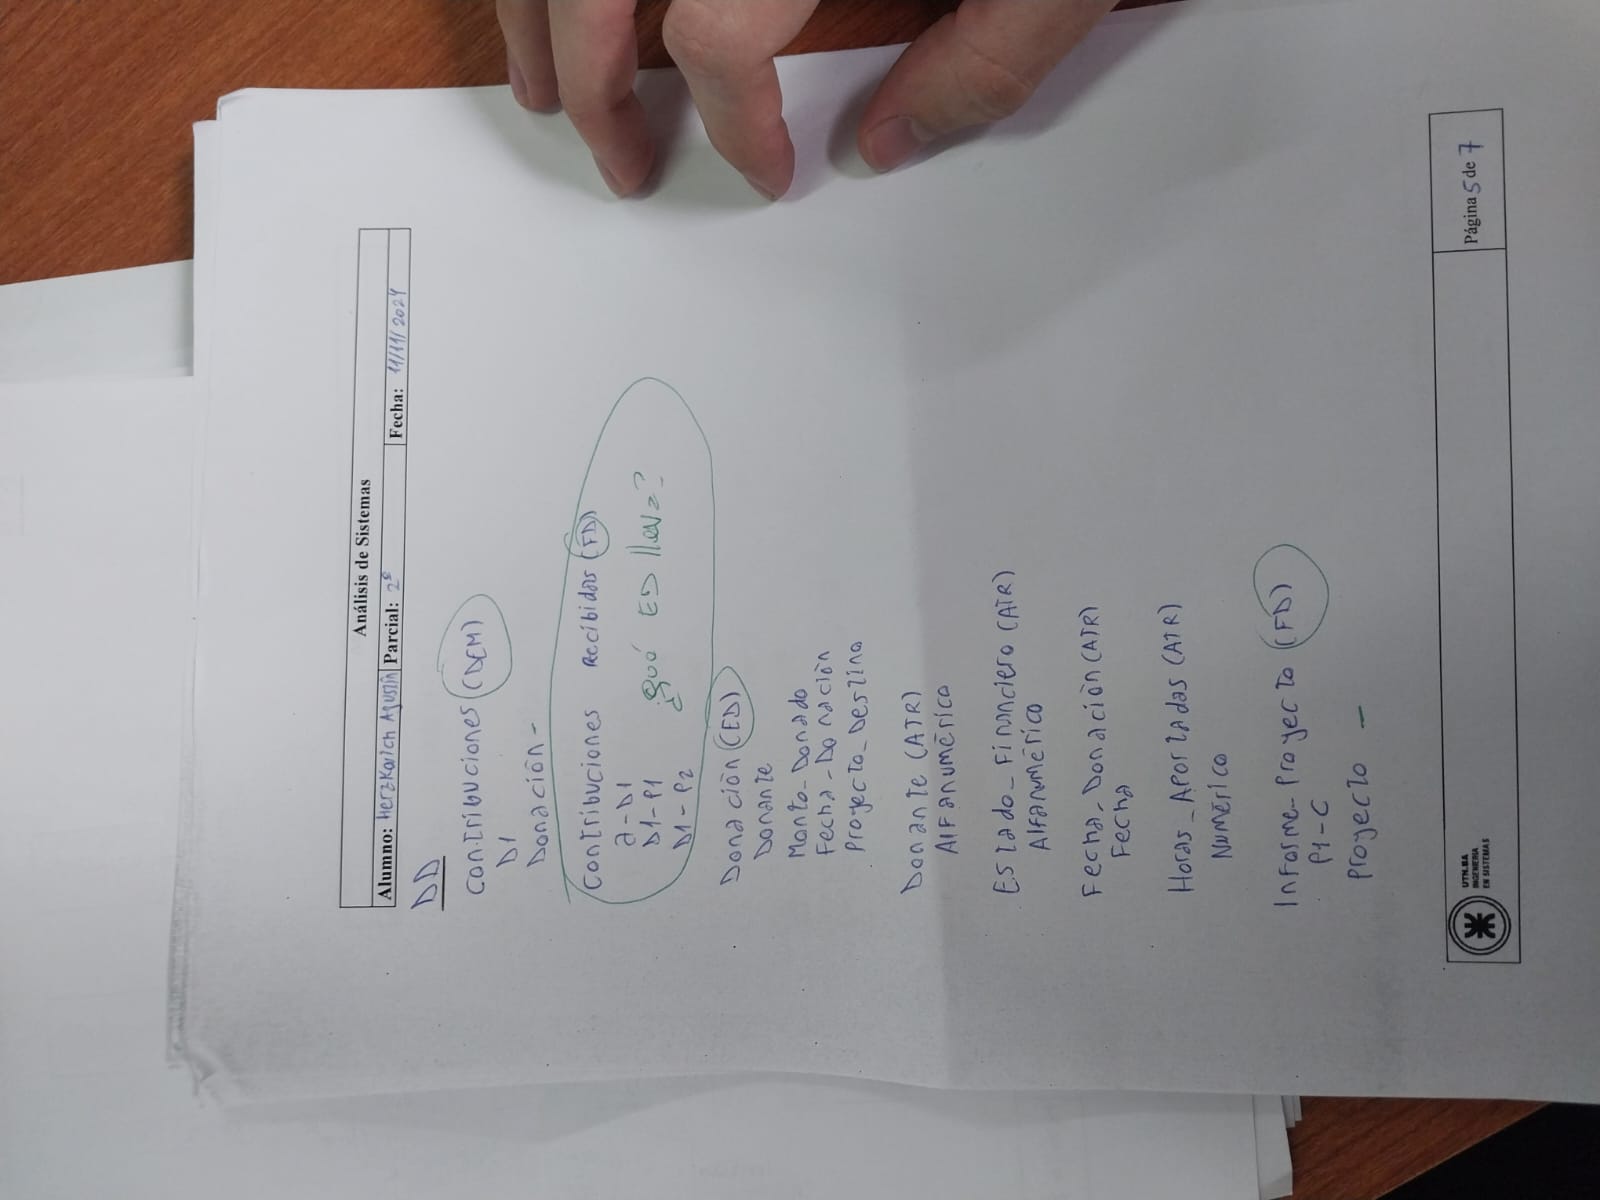 Análisis de Sistemas
Alumno: Herzkovich Agustín Parcial: 2º Fecha: 11/11/2024
DD
Contribuciones (DEM)
D1
Donación -
Contribuciones Recibidas (FD)
a-D1
D1-P1
D1-P2
¿Qué ED lleva?
Donación (ED)
Donante
Monto_Donado
Fecha_Donación
Proyecto_Destino
Donante (ATR)
Alfanumérico
Estado_Financiero (ATR)
Alfanumérico
Fecha_Donación (ATR)
Fecha
Horas_Aportadas (ATR)
Numérico
Informe_Proyecto (FD)
P1-C
Proyecto -
UTN.BA
INGENIERIA
EN SISTEMAS
Página 5 de 7